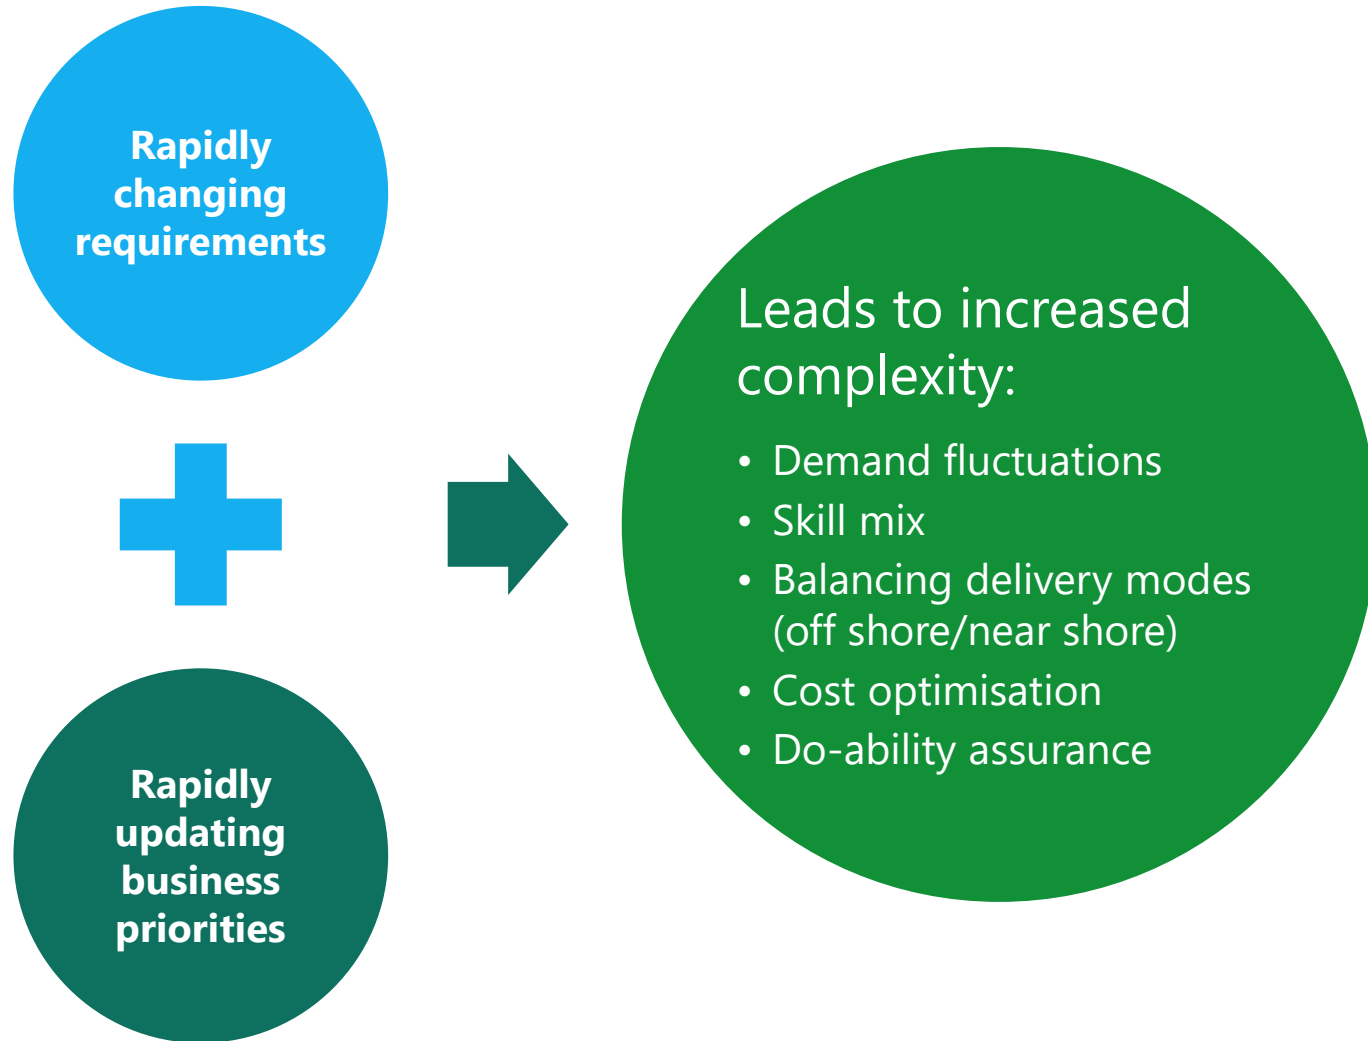 Rapidly
changing
requirements
Rapidly
updating
business
priorities
Leads to increased
complexity:
• Demand fluctuations
• Skill mix
• Balancing delivery modes
(off shore/near shore)
• Cost optimisation
• Do-ability assurance